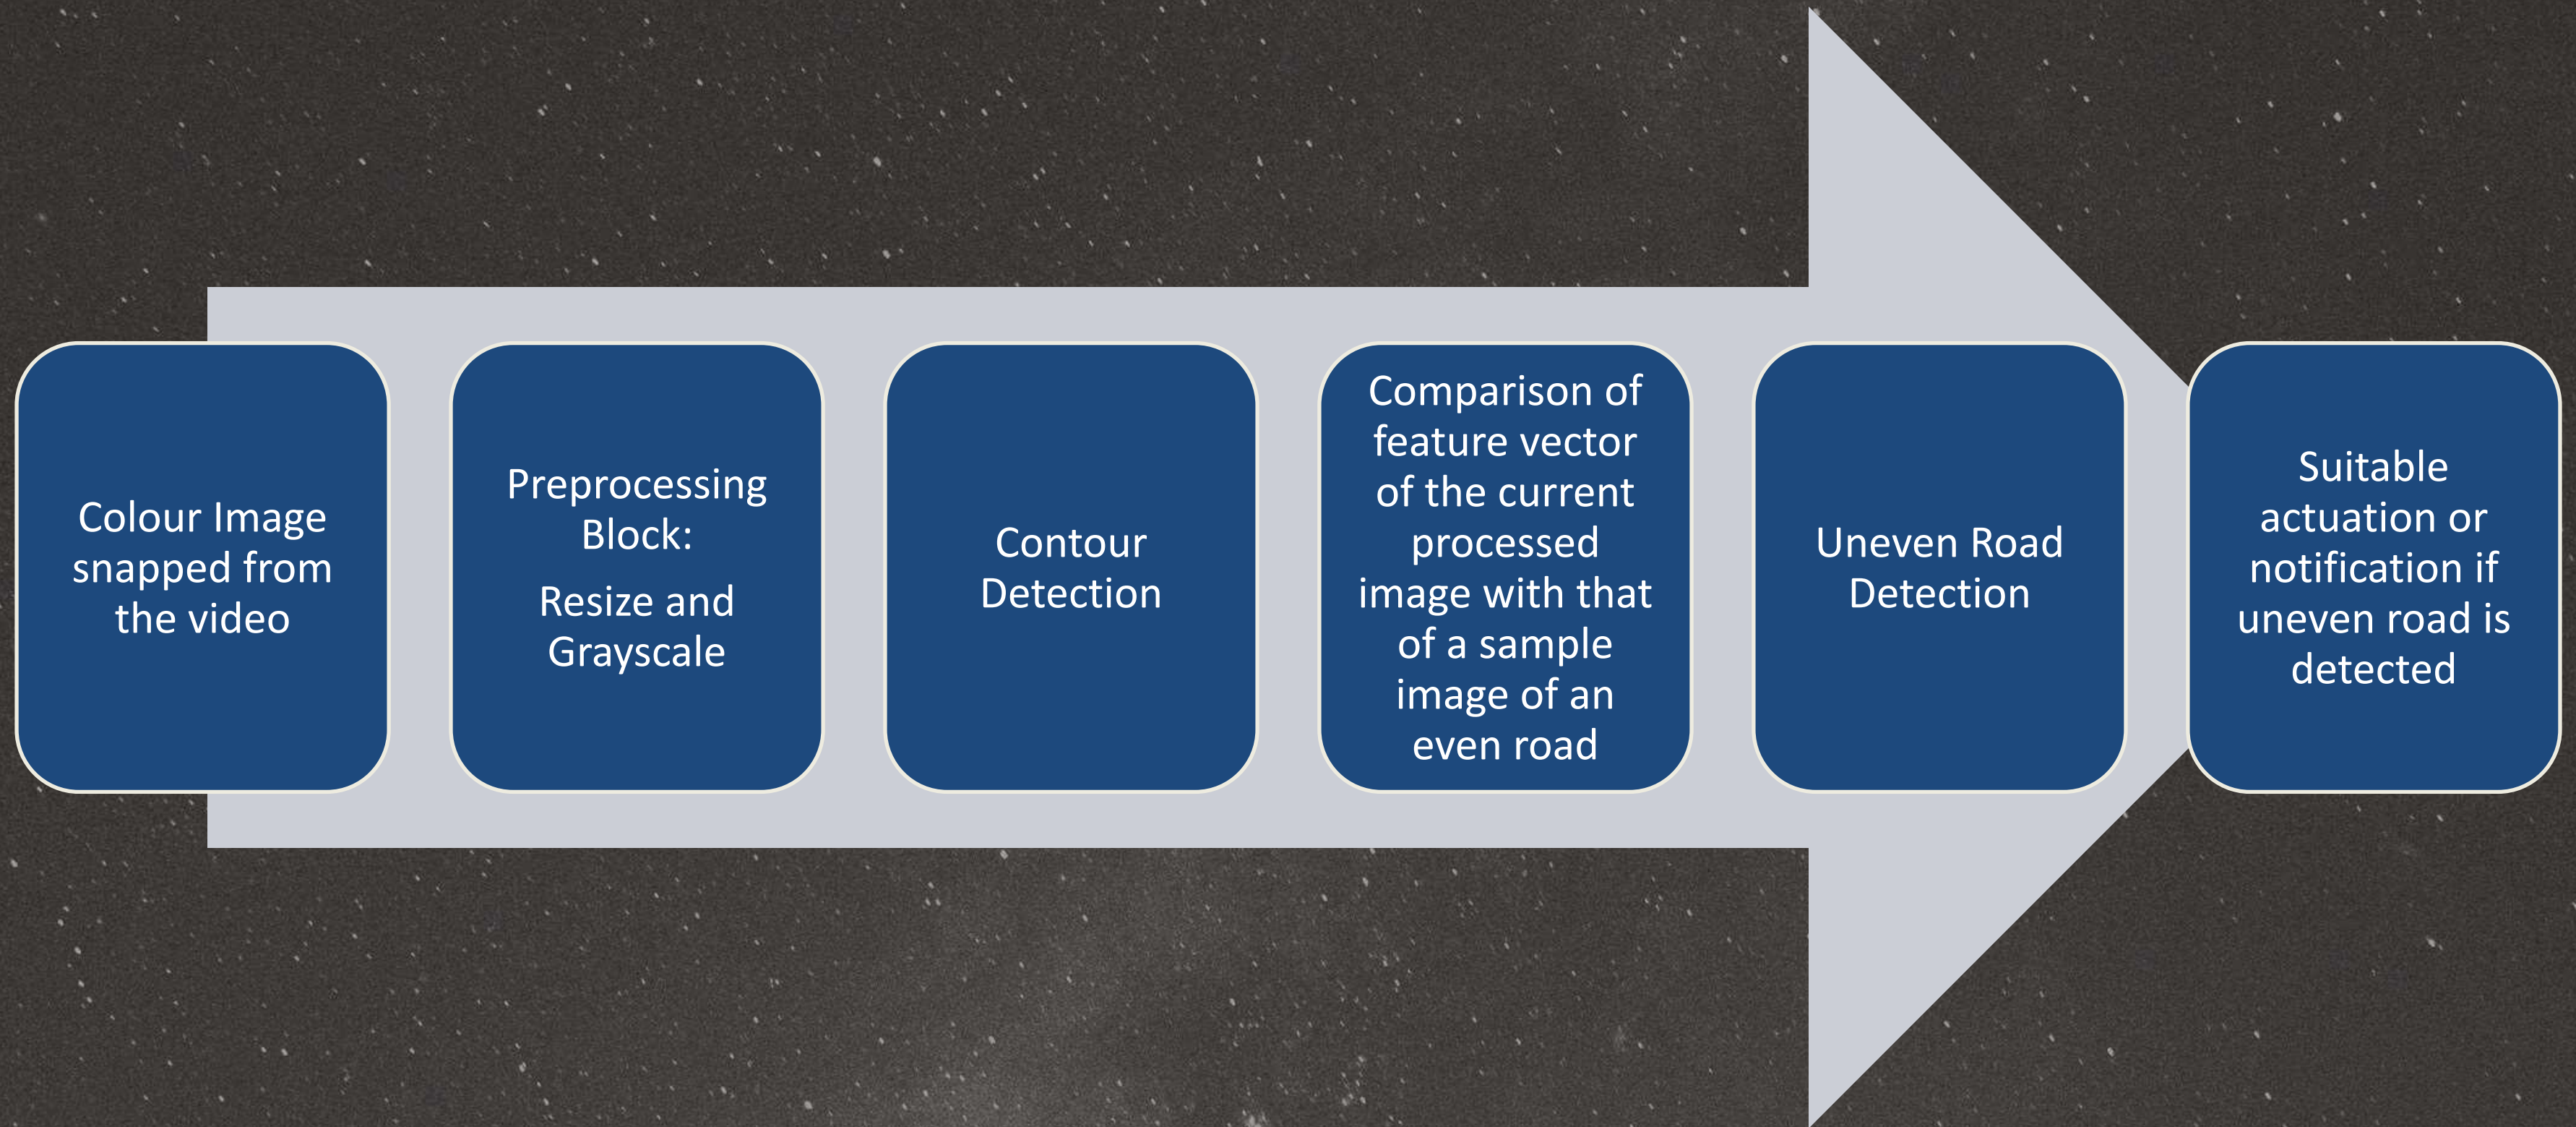 Colour Image
snapped from
the video
Preprocessing
Block:
Resize and
Grayscale
Contour
Detection
Comparison of
feature vector
of the current
processed
image with that
of a sample
image of an
even road
Uneven Road
Detection
Suitable
actuation or
notification if
uneven road is
detected